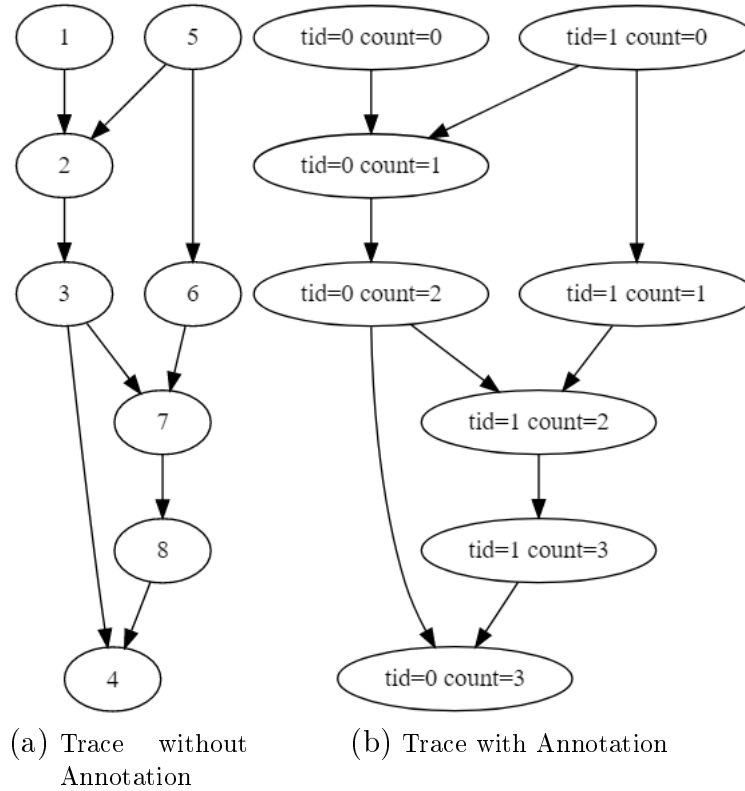 1
5
2
3
6
7
8
4
(a) Trace without
Annotation
tid=0 count=0
tid=1 count=0
tid=0 count=1
tid=0 count=2
tid=1 count=1
tid=1 count=2
tid=1 count=3
tid=0 count=3
(b) Trace with Annotation